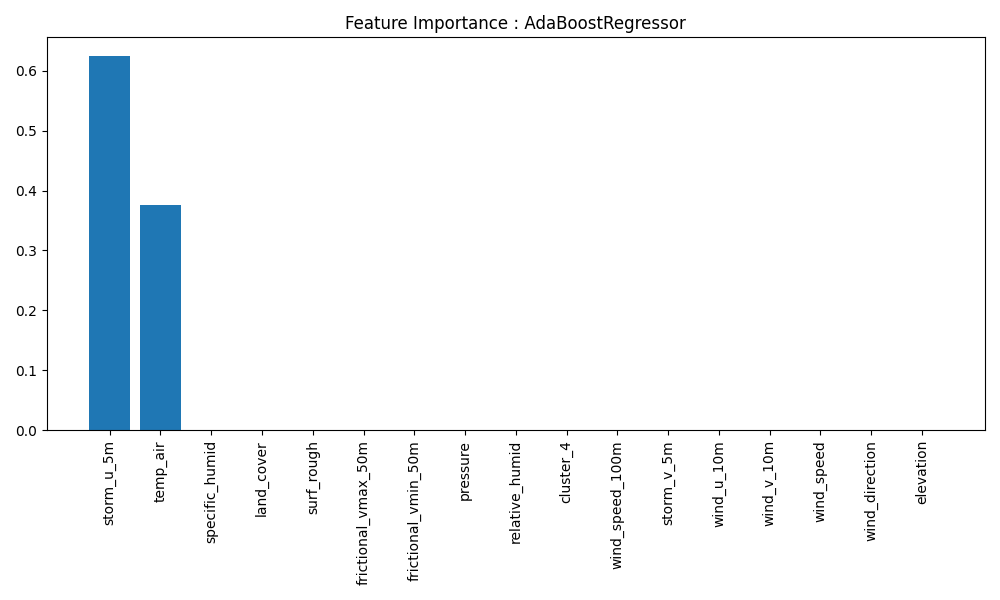 Feature Importance : AdaBoostRegressor
0.6
0.5
0.4
0.3
0.2
0.1
0.0
storm_u_5m
temp_air
specific_humid
land_cover
surf_rough
frictional_vmax_50m
frictional_vmin_50m
pressure
relative_humid
cluster_4
wind_speed_100m
storm_v_5m
wind_u_10m
wind_v_10m
wind_speed
wind_direction
elevation